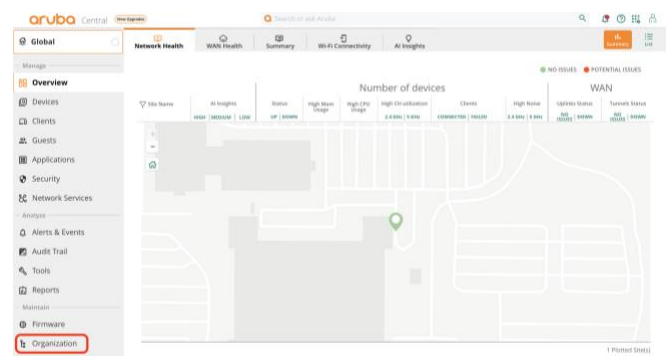 aruba Central New Upgrades
Search or ask Aruba
Global
Network Health
WAN Health
Summary
Wi-Fi Connectivity
AI Insights
Summary
List
Manage
NO ISSUES
POTENTIAL ISSUES
Overview
Devices
Clients
Guests
Applications
Security
Network Services
Analyze
Alerts & Events
Audit Trail
Tools
Reports
Maintain
Firmware
Organization
Number of devices
WAN
Site Name
AI Insights
Status
High Mem Usage
High CPU Usage
High CH utilization
Clients
High Noise
Uplinks Status
Tunnels Status
HIGH | MEDIUM | LOW
UP | DOWN
2.4 GHz | 5 GHz
CONNECTED | FAILED
2.4 GHz | 5 GHz
NO ISSUES | DOWN
NO ISSUES | DOWN
1 Plotted Site(s)